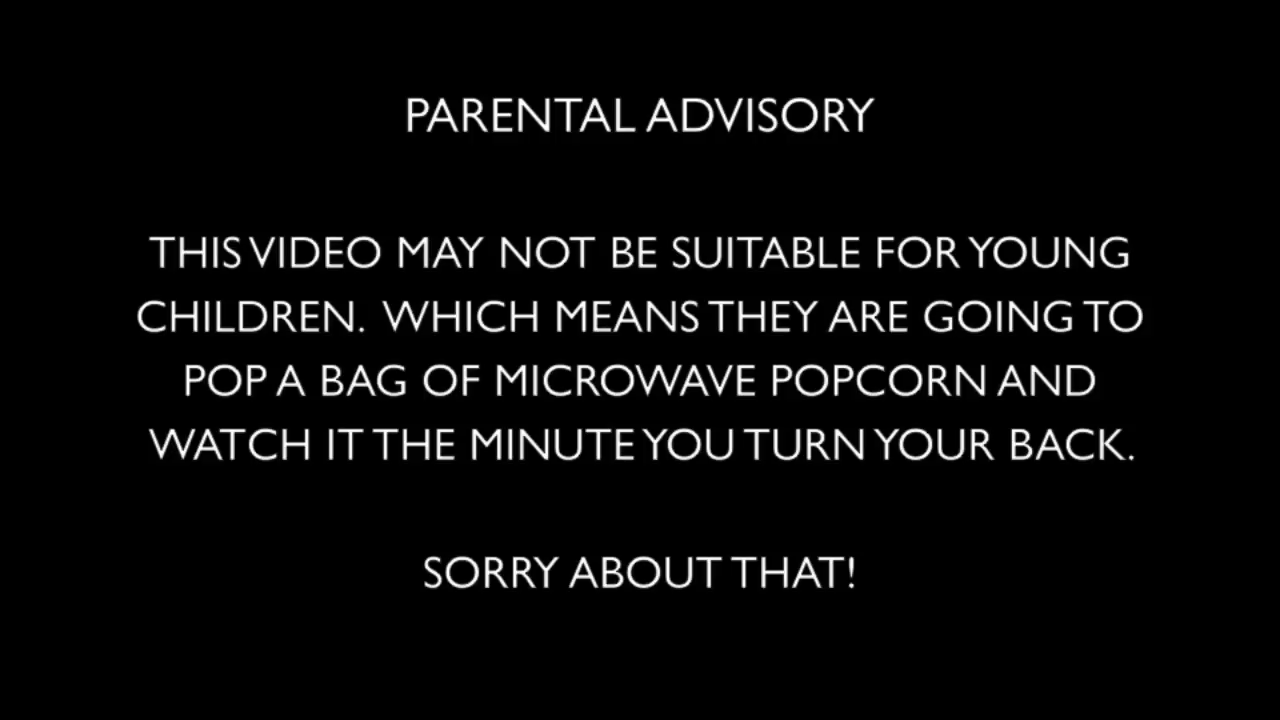 PARENTAL ADVISORY
THIS VIDEO MAY NOT BE SUITABLE FOR YOUNG
CHILDREN. WHICH MEANS THEY ARE GOING TO
POP A BAG OF MICROWAVE POPCORN AND
WATCH IT THE MINUTE YOU TURN YOUR BACK.
SORRY ABOUT THAT!